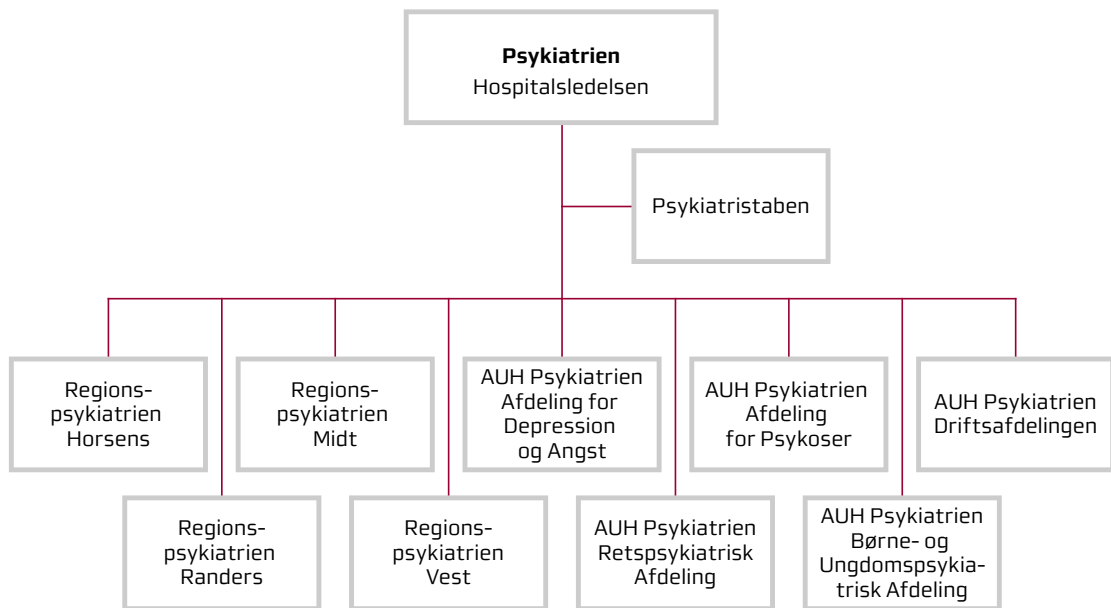 Psykiatrien
Hospitalsledelsen
Psykiatristaben
Regions-
psykiatrien
Horsens
Regions-
psykiatrien
Midt
AUH Psykiatrien
Afdeling for
Depression
og Angst
AUH Psykiatrien
Afdeling
for Psykoser
AUH Psykiatrien
Driftsafdelingen
Regions-
psykiatrien
Randers
Regions-
psykiatrien
Vest
AUH Psykiatrien
Retspsykiatrisk
Afdeling
AUH Psykiatrien
Børne- og
Ungdomspsykia-
trisk Afdeling